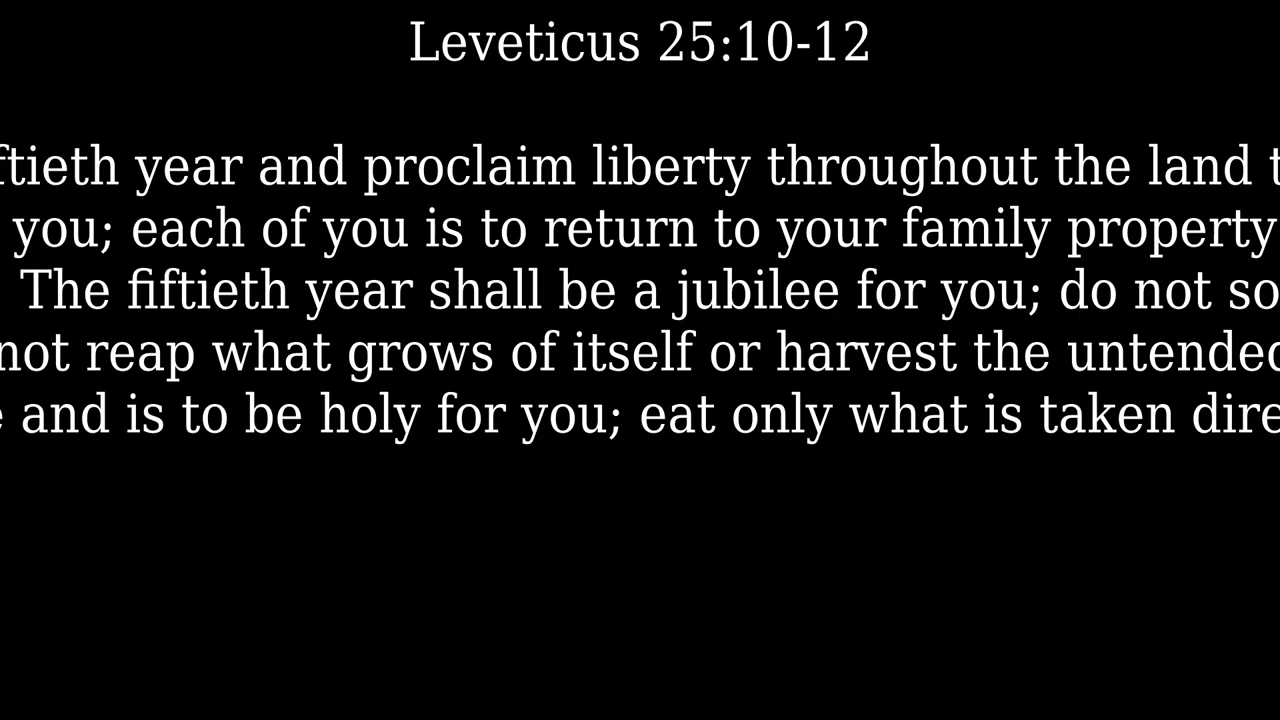 Leveticus 25:10-12
ftieth year and proclaim liberty throughout the land t
you; each of you is to return to your family property
The fiftieth year shall be a jubilee for you; do not so
not reap what grows of itself or harvest the untended
e and is to be holy for you; eat only what is taken dire